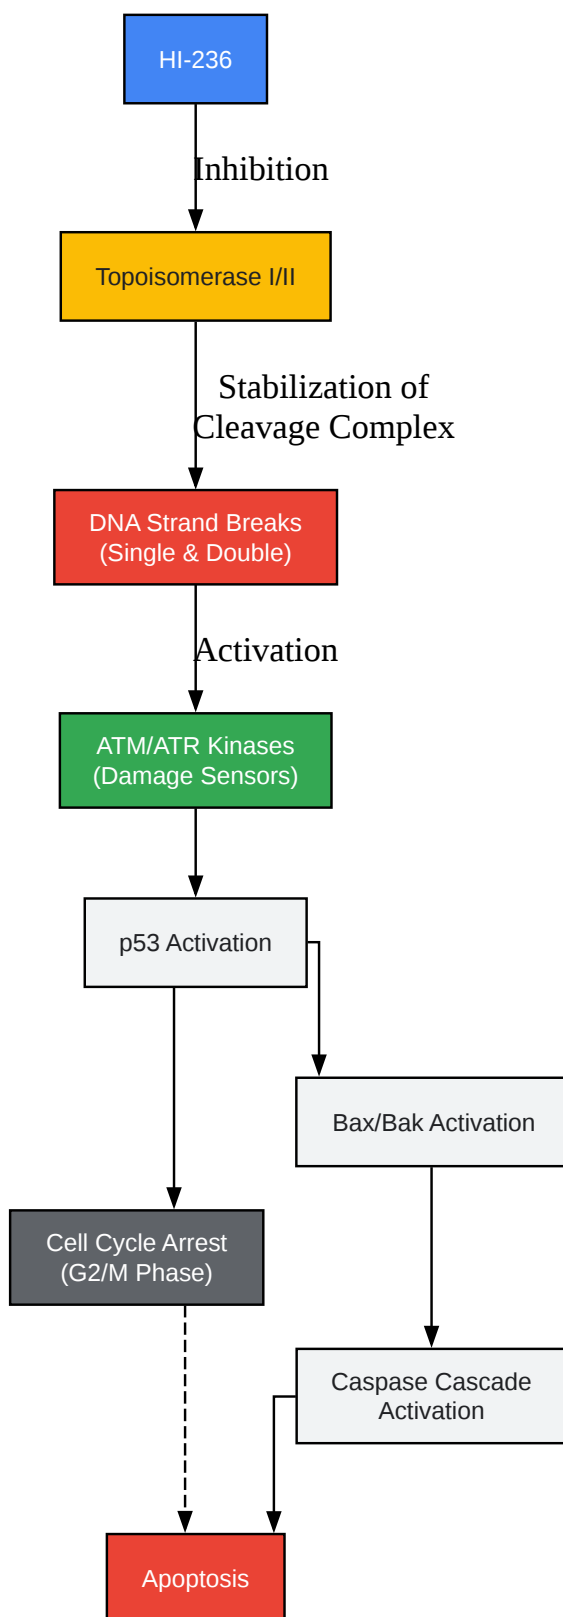 HI-236
Inhibition
Topoisomerase I/II
Stabilization of
Cleavage Complex
DNA Strand Breaks
(Single & Double)
Activation
ATM/ATR Kinases
(Damage Sensors)
p53 Activation
Bax/Bak Activation
Cell Cycle Arrest
(G2/M Phase)
Caspase Cascade
Activation
Apoptosis